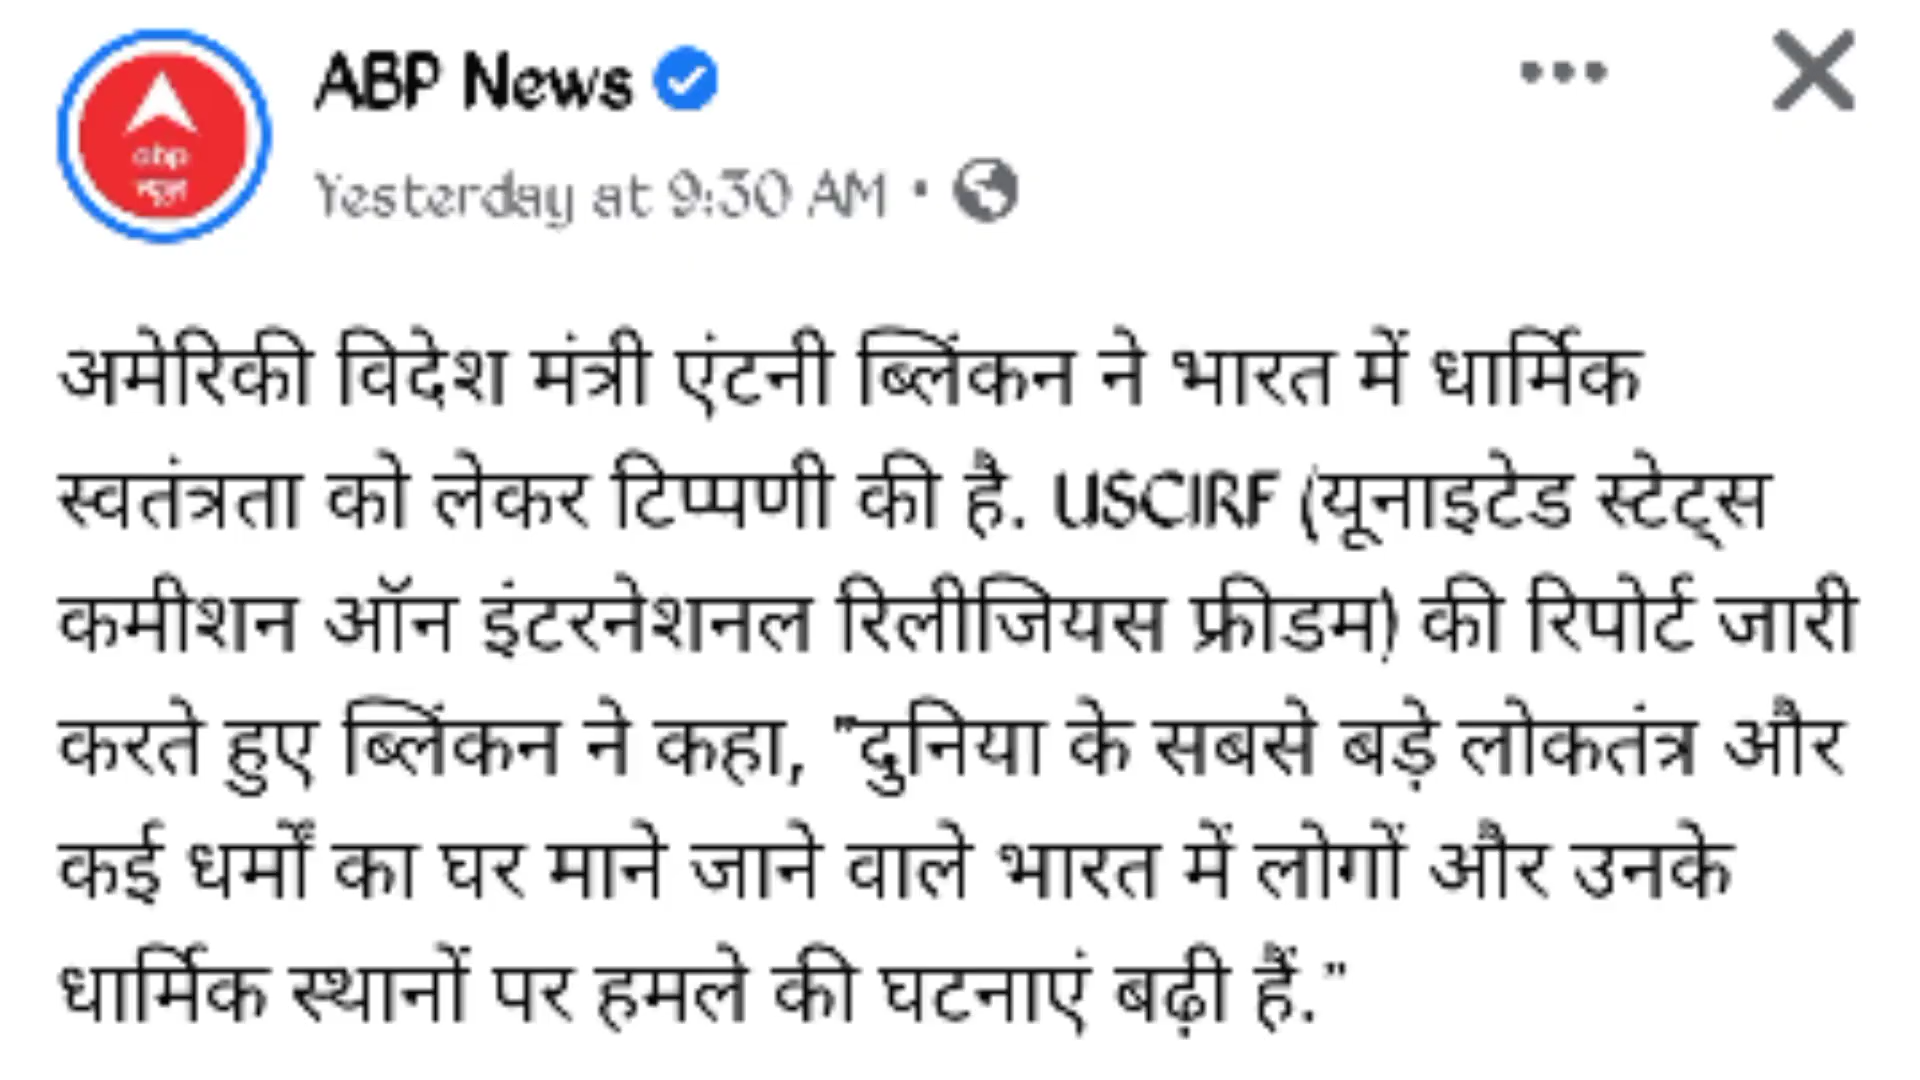 ABP News
Yesterday at 9:30 AM
abp
न्यूज़
अमेरिकी विदेश मंत्री एंटनी ब्लिंकन ने भारत में धार्मिक
स्वतंत्रता को लेकर टिप्पणी की है. USCIRF (यूनाइटेड स्टेट्स
कमीशन ऑन इंटरनेशनल रिलीजियस फ्रीडम) की रिपोर्ट जारी
करते हुए ब्लिंकन ने कहा, "दुनिया के सबसे बड़े लोकतंत्र और
कई धर्मों का घर माने जाने वाले भारत में लोगों और उनके
धार्मिक स्थानों पर हमले की घटनाएं बढ़ी हैं."